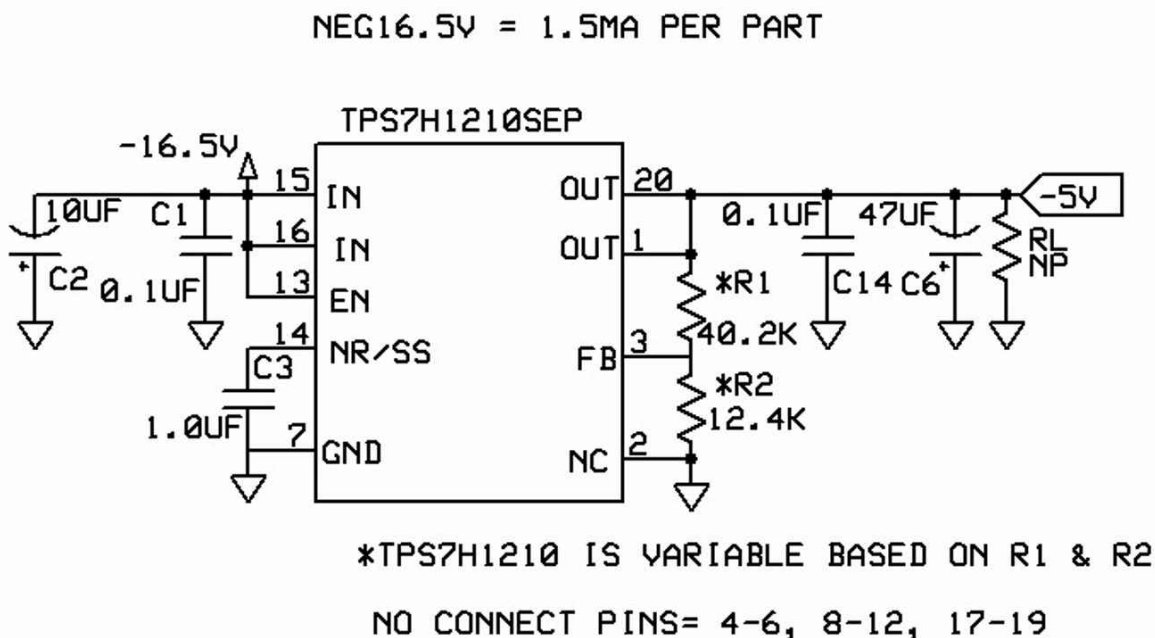 NEG16.5V = 1.5MA PER PART
TPS7H1210SEP
-16.5V
10UF
C1
C2
0.1UF
15
IN
16
IN
13
EN
14
NR/SS
C3
1.0UF
7
GND
OUT
20
OUT
1
FB
3
NC
2
*R1
40.2K
*R2
12.4K
0.1UF
C14
47UF
C6
+
+
RL
NP
-5V
*TPS7H1210 IS VARIABLE BASED ON R1 & R2
NO CONNECT PINS= 4-6, 8-12, 17-19